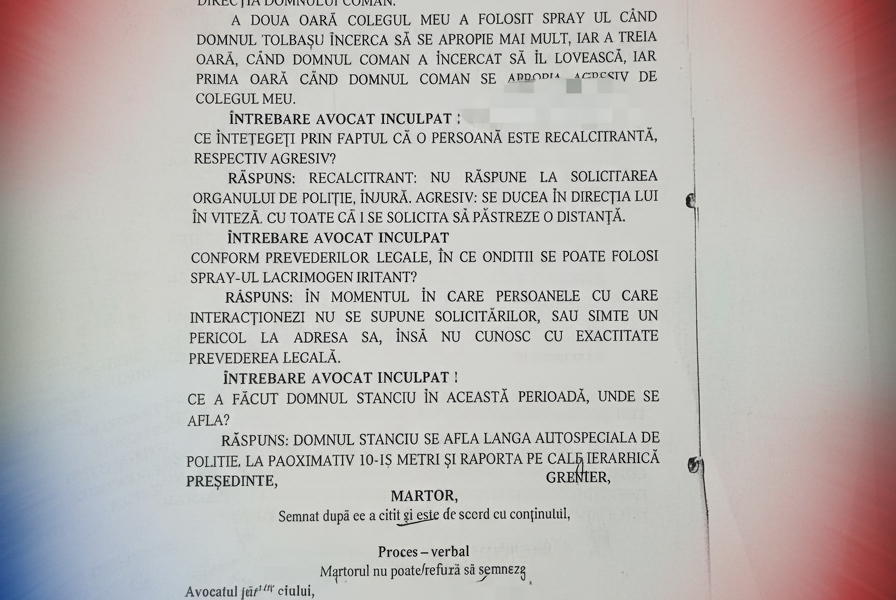 DIRECȚIA DOMNULUI COMAN.
A DOUA OARĂ COLEGUL MEU A FOLOSIT SPRAY UL CÂND
DOMNUL TOLBAȘU ÎNCERCA SĂ SE APROPIE MAI MULT, IAR A TREIA
OARĂ, CÂND DOMNUL COMAN A ÎNCERCAT SĂ ÎL LOVEASCĂ, IAR
PRIMA OARĂ CÂND DOMNUL COMAN SE APROPIA AGRESIV DE
COLEGUL MEU.
ÎNTREBARE AVOCAT INCULPAT :
CE ÎNTEȚEGEȚI PRIN FAPTUL CĂ O PERSOANĂ ESTE RECALCITRANTĂ,
RESPECTIV AGRESIV?
RĂSPUNS: RECALCITRANT: NU RĂSPUNE LA SOLICITAREA
ORGANULUI DE POLIȚIE, ÎNJURĂ. AGRESIV: SE DUCEA ÎN DIRECȚIA LUI
ÎN VITEZĂ. CU TOATE CĂ I SE SOLICITA SĂ PĂSTREZE O DISTANȚĂ.
ÎNTREBARE AVOCAT INCULPAT
CONFORM PREVEDERILOR LEGALE, ÎN CE ONDITII SE POATE FOLOSI
SPRAY-UL LACRIMOGEN IRITANT?
RĂSPUNS: ÎN MOMENTUL ÎN CARE PERSOANELE CU CARE
INTERACȚIONEZI NU SE SUPUNE SOLICITĂRILOR, SAU SIMTE UN
PERICOL LA ADRESA SA, ÎNSĂ NU CUNOSC CU EXACTITATE
PREVEDEREA LEGALĂ.
ÎNTREBARE AVOCAT INCULPAT !
CE A FĂCUT DOMNUL STANCIU ÎN ACEASTĂ PERIOADĂ, UNDE SE
AFLA?
RĂSPUNS: DOMNUL STANCIU SE AFLA LANGA AUTOSPECIALA DE
POLITIE. LA PAOXIMATIV 10-15 METRI ȘI RAPORTA PE CALE IERARHICĂ
PREȘEDINTE, GREFIER,
MARTOR,
Semnat după ce a citit și este de scord cu conținutul,
Proces – verbal
Martorul nu poate/refură să semneze
Avocatul ciului,